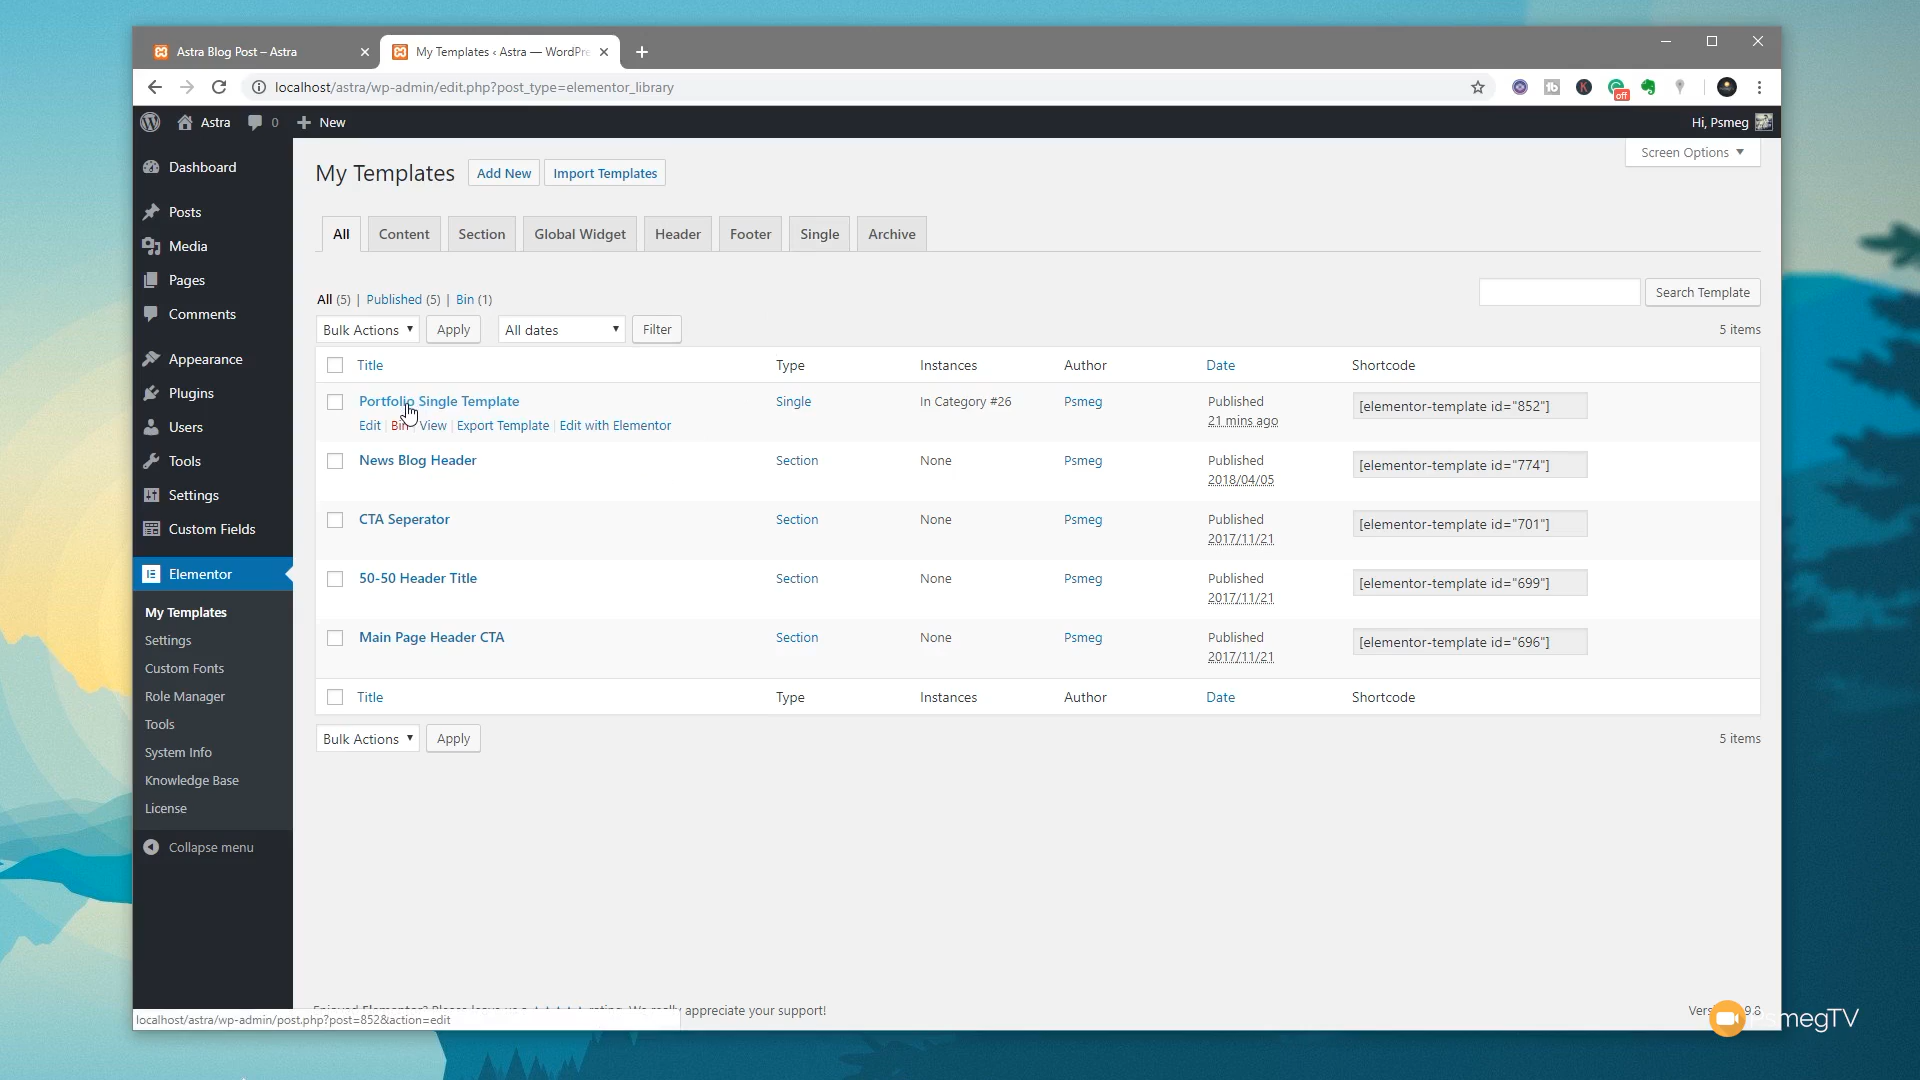 Astra Blog Post – Astra
My Templates ‹ Astra — WordPre
localhost/astra/wp-admin/edit.php?post_type=elementor_library
off
Astra 0 New
Hi, Psmeg
Screen Options
Dashboard
Posts
Media
Pages
Comments
Appearance
Plugins
Users
Tools
Settings
Custom Fields
Elementor
My Templates
Settings
Custom Fonts
Role Manager
Tools
System Info
Knowledge Base
License
Collapse menu
My Templates Add New Import Templates
All Content Section Global Widget Header Footer Single Archive
All (5) | Published (5) | Bin (1)
Search Template
Bulk Actions Apply All dates Filter
5 items
Title Type Instances Author Date Shortcode
Portfolio Single Template Single In Category #26 Psmeg Published [elementor-template id="852"]
21 mins ago
Edit | Bin | View | Export Template | Edit with Elementor
News Blog Header Section None Psmeg Published [elementor-template id="774"]
2018/04/05
CTA Seperator Section None Psmeg Published [elementor-template id="701"]
2017/11/21
50-50 Header Title Section None Psmeg Published [elementor-template id="699"]
2017/11/21
Main Page Header CTA Section None Psmeg Published [elementor-template id="696"]
2017/11/21
Title Type Instances Author Date Shortcode
Bulk Actions Apply
5 items
appreciate your support!
localhost/astra/wp-admin/post.php?post=852&action=edit
9.8
PsmegTV